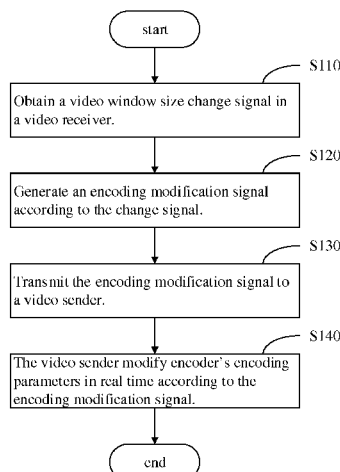 start
S110
Obtain a video window size change signal in
a video receiver.
S120
Generate an encoding modification signal
according to the change signal.
S130
Transmit the encoding modification signal to
a video sender.
S140
The video sender modify encoder's encoding
parameters in real time according to the
encoding modification signal.
end